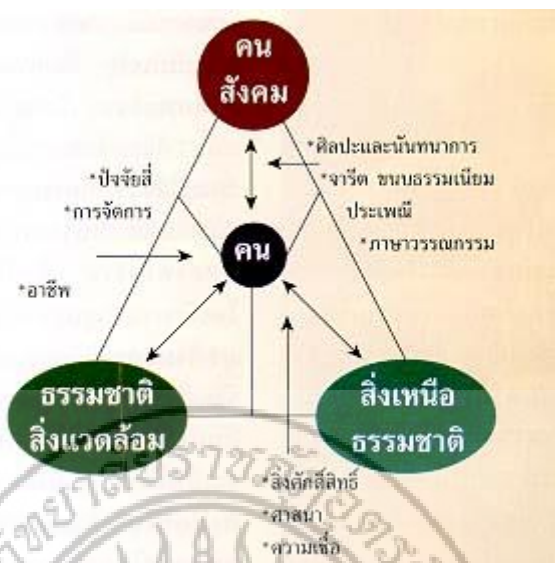 คน
สังคม
*ศิลปะและนันทนาการ
*ปัจจัยสี่
*จารีต ขนบธรรมเนียม
*การจัดการ
ประเพณี
คน
*ภาษาวรรณกรรม
*อาชีพ
ธรรมชาติ
สิ่งแวดล้อม
สิ่งเหนือ
ธรรมชาติ
*สิ่งศักดิ์สิทธิ์
*ศาสนา
*ความเชื่อ